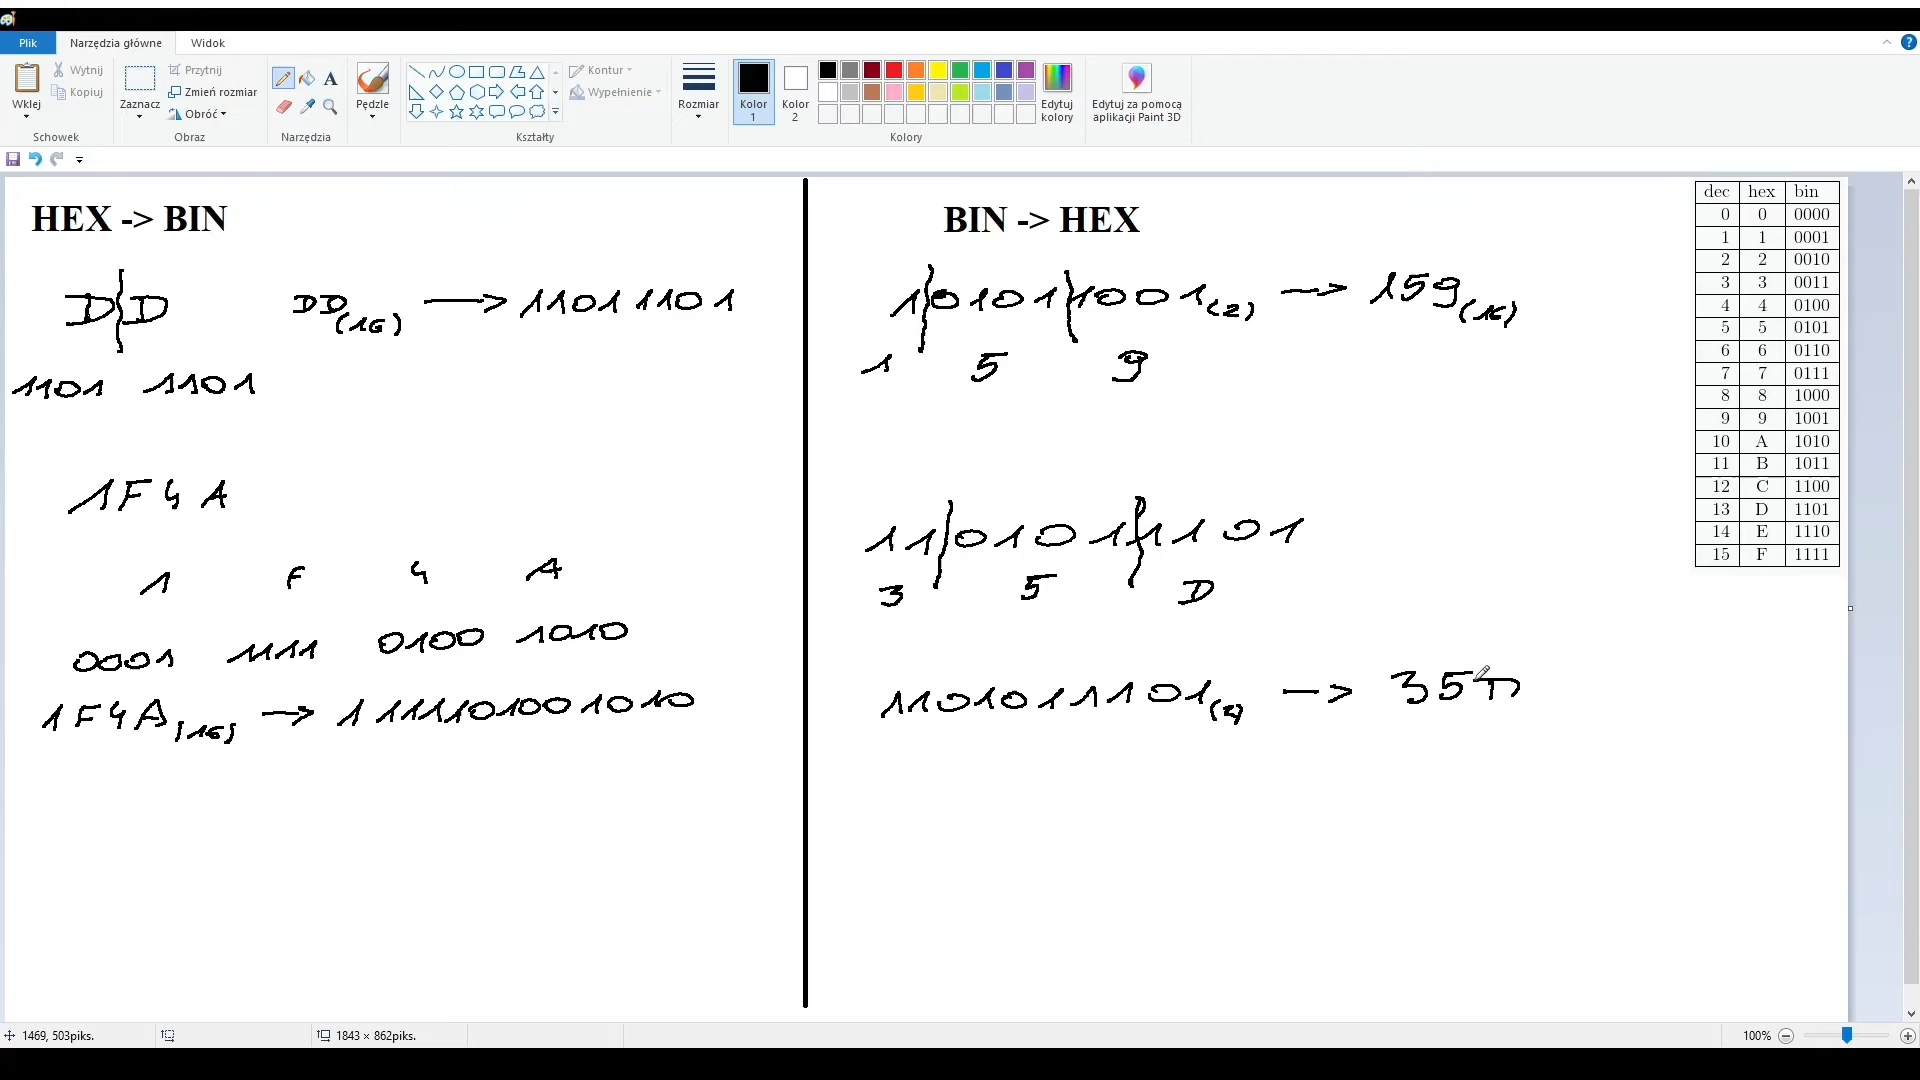 Plik Narzędzia główne Widok
Wklej
Wytnij
Kopiuj
Schowek
Zaznacz
Przytnij
Zmień rozmiar
Obróć
Obraz
A
Narzędzia
Pędzle
Kontur
Wypełnienie
Kształty
Rozmiar
Kolor 1
Kolor 2
Edytuj kolory
Kolory
Edytuj za pomocą aplikacji Paint 3D
HEX -> BIN
D D DD(16) → 11011101
1101 1101
1F4A
1 F 4 A
0001 1111 0100 1010
1F4A(16) → 1111101001010
BIN -> HEX
1 0101 1001(2) → 159(16)
1 5 9
11 0101 1101
3 5 D
1101011101(2) → 35D
dec hex bin
0 0 0000
1 1 0001
2 2 0010
3 3 0011
4 4 0100
5 5 0101
6 6 0110
7 7 0111
8 8 1000
9 9 1001
10 A 1010
11 B 1011
12 C 1100
13 D 1101
14 E 1110
15 F 1111
1469, 503piks. 1843 × 862piks. 100%